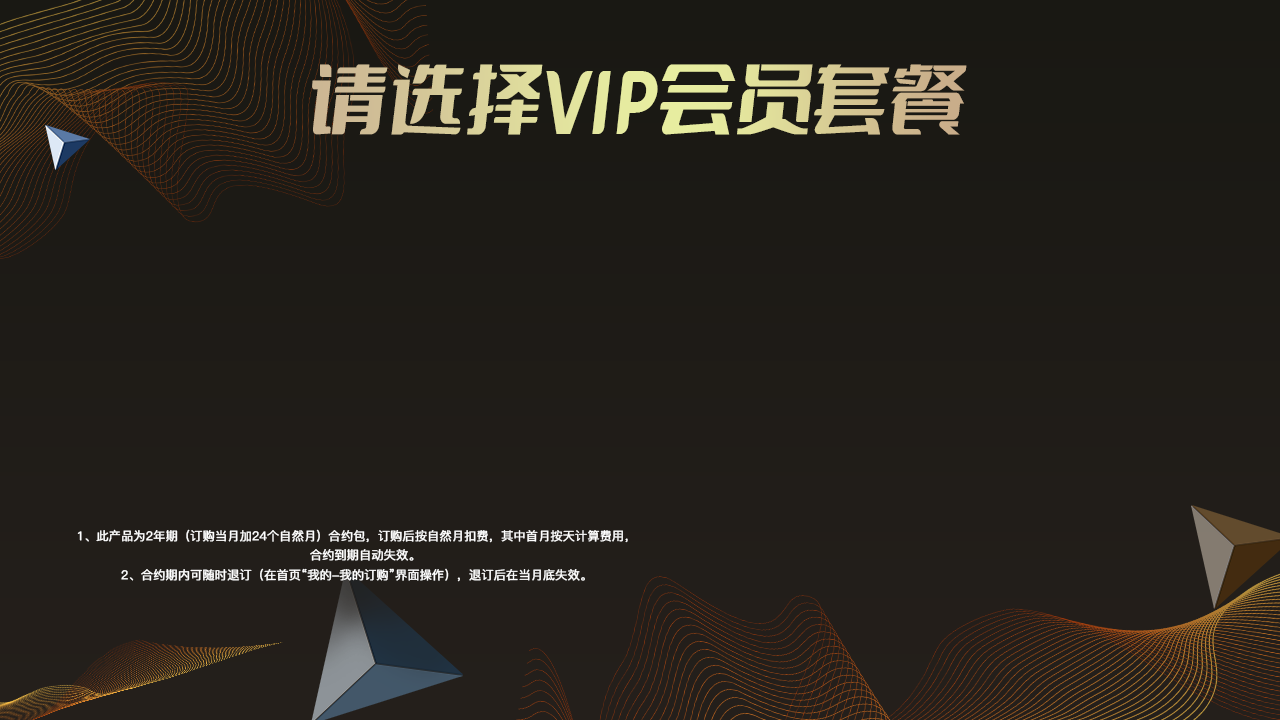 请选择VIP会员套餐
1、此产品为2年期（订购当月加24个自然月）合约包，订购后按自然月扣费，其中首月按天计算费用，
合约到期自动失效。
2、合约期内可随时退订（在首页“我的-我的订购”界面操作），退订后在当月底失效。